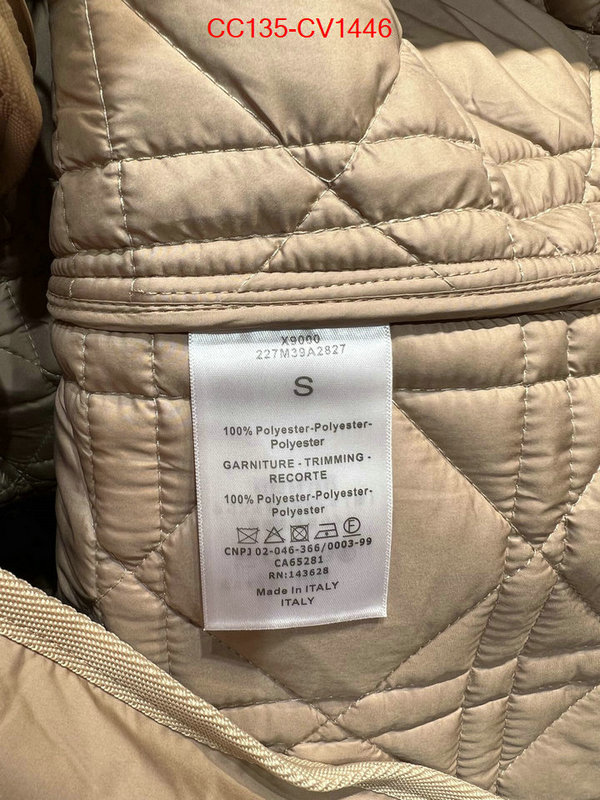 CC135-CV1446
X9000
227M39A2827
S
100% Polyester-Polyester-
Polyester
GARNITURE - TRIMMING -
RECORTE
100% Polyester-Polyester-
Polyester
CNPJ 02-046-366/0003-99
CA65281
RN:143628
Made In ITALY
ITALY